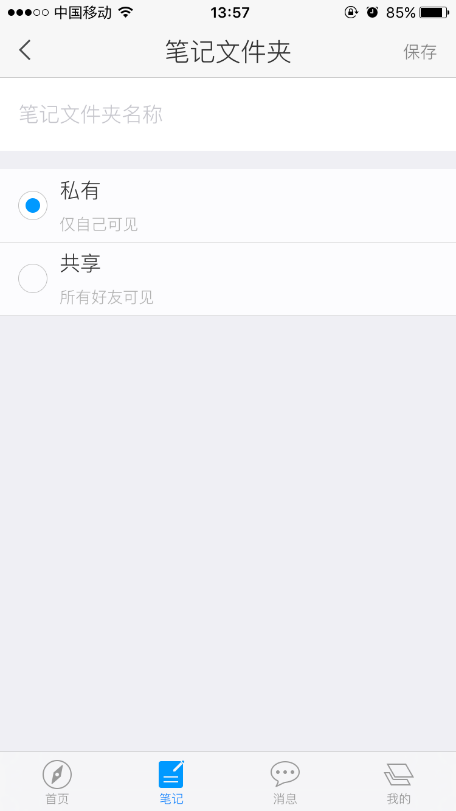 中国移动 13:57 85%
笔记文件夹 保存
笔记文件夹名称
私有
仅自己可见
共享
所有好友可见
首页 笔记 消息 我的